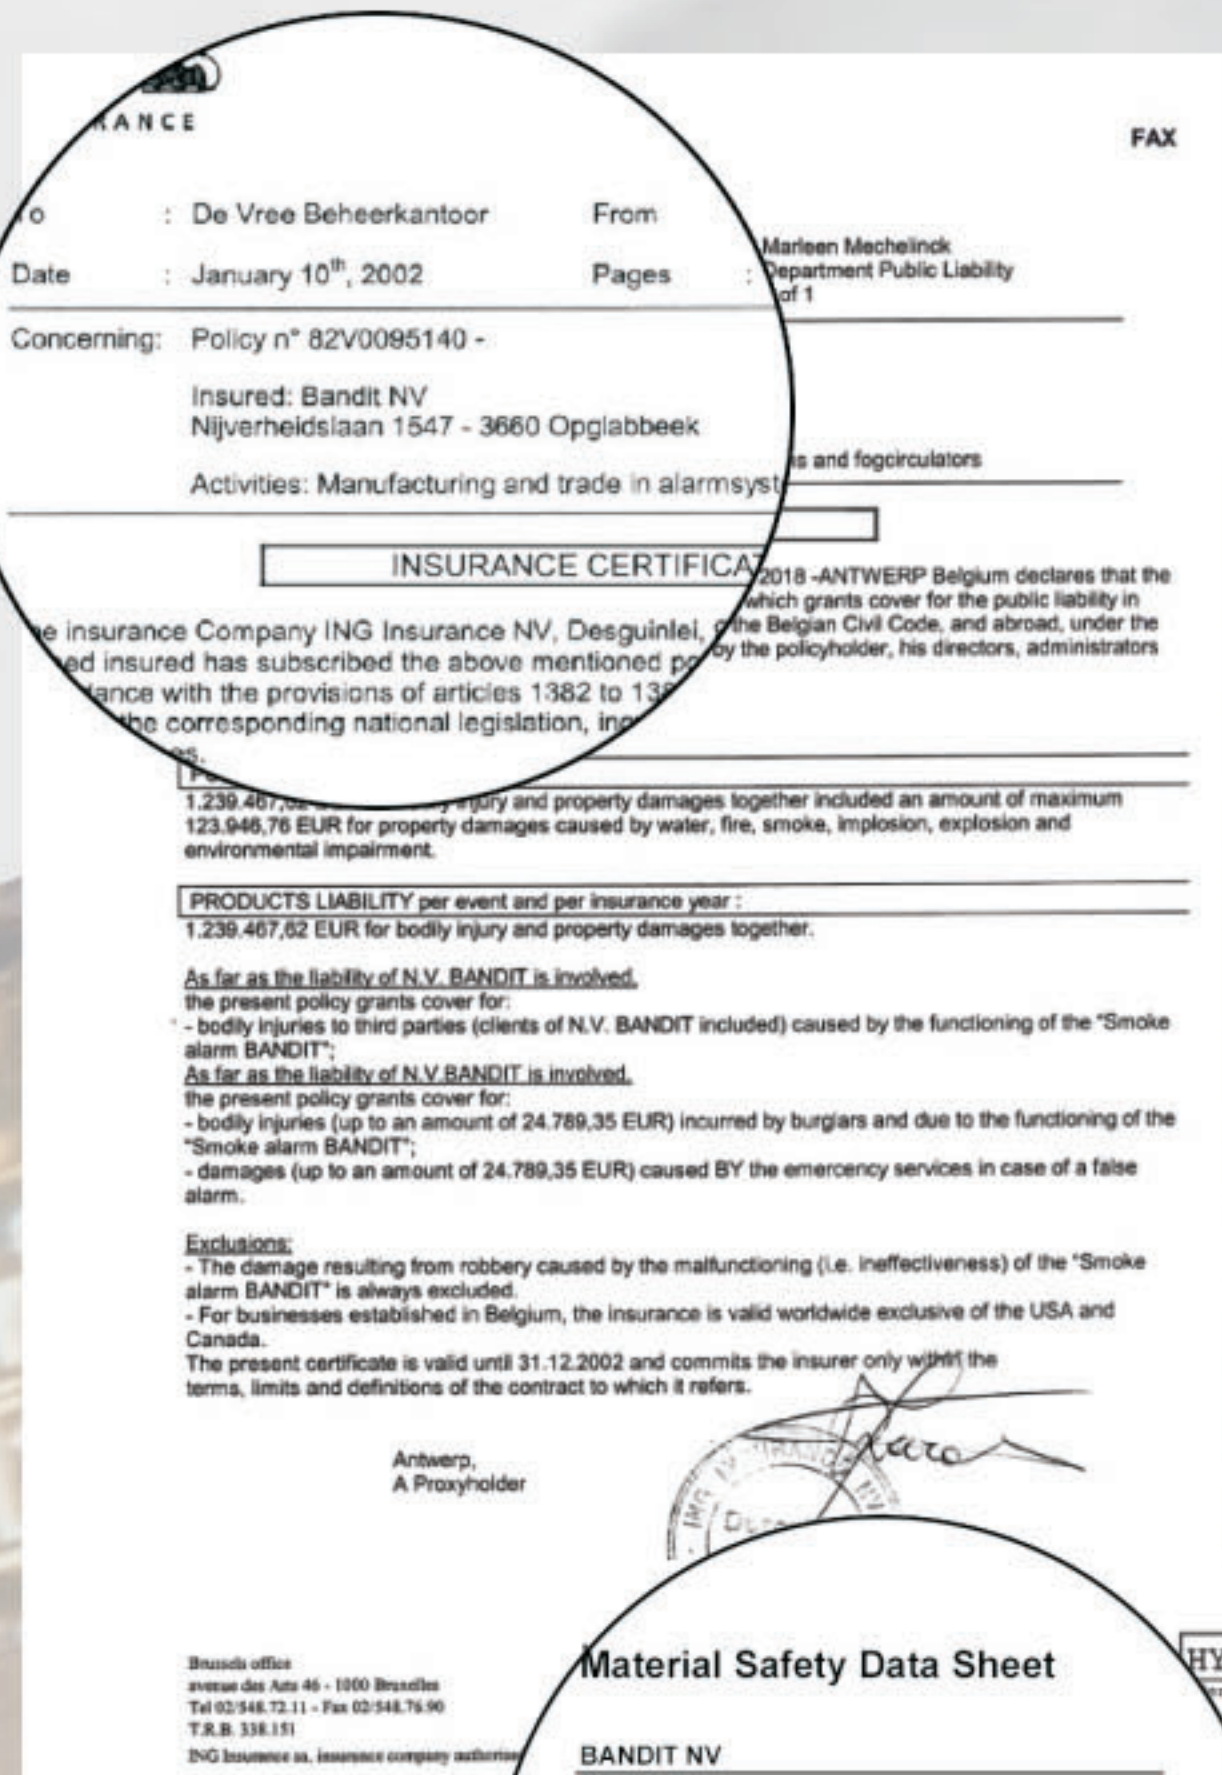 RANCE
FAX
To : De Vree Beheerkantoor From
Marleen Mechelinck
Date : January 10th, 2002 Pages :
Department Public Liability
of 1
Concerning: Policy n° 82V0095140 -
Insured: Bandit NV
Nijverheidslaan 1547 - 3660 Opglabbeek
Activities: Manufacturing and trade in alarmsyst
s and fogcirculators
INSURANCE CERTIFICA
2018 -ANTWERP Belgium declares that the
which grants cover for the public liability in
the Belgian Civil Code, and abroad, under the
by the policyholder, his directors, administrators
e insurance Company ING Insurance NV, Desguinlei,
ed insured has subscribed the above mentioned po
dance with the provisions of articles 1382 to 138
the corresponding national legislation, inc
es.
1.239.467,62 injury and property damages together included an amount of maximum
123.946,76 EUR for property damages caused by water, fire, smoke, implosion, explosion and
environmental impairment.
PRODUCTS LIABILITY per event and per insurance year :
1.239.467,62 EUR for bodily injury and property damages together.
As far as the liability of N.V. BANDIT is involved,
the present policy grants cover for:
- bodily injuries to third parties (clients of N.V. BANDIT included) caused by the functioning of the "Smoke
alarm BANDIT";
As far as the liability of N.V.BANDIT is involved,
the present policy grants cover for:
- bodily injuries (up to an amount of 24.789,35 EUR) incurred by burglars and due to the functioning of the
"Smoke alarm BANDIT";
- damages (up to an amount of 24.789,35 EUR) caused BY the emercency services in case of a false
alarm.
Exclusions:
- The damage resulting from robbery caused by the malfunctioning (i.e. ineffectiveness) of the "Smoke
alarm BANDIT" is always excluded.
- For businesses established in Belgium, the insurance is valid worldwide exclusive of the USA and
Canada.
The present certificate is valid until 31.12.2002 and commits the insurer only within the
terms, limits and definitions of the contract to which it refers.
Antwerp,
A Proxyholder
ING INSURANCE NV
Brussels office
avenue des Arts 46 - 1000 Bruxelles
Tel 02/548.72.11 - Fax 02/548.76.90
T.R.B. 338.151
ING Insurance sa, insurance company authorise
Material Safety Data Sheet
HY
BANDIT NV